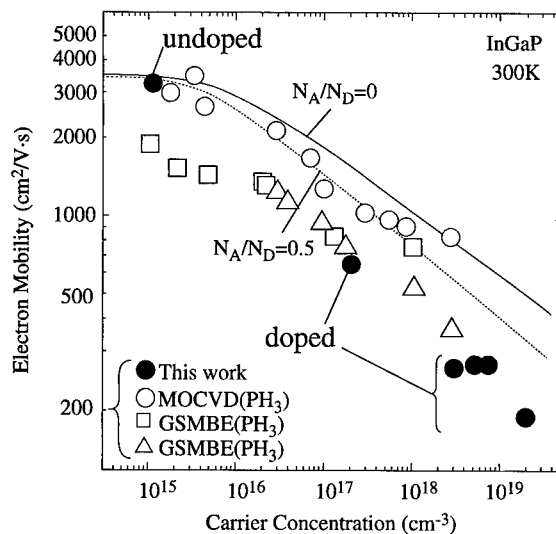 5000
3000
2000
1000
500
200
Electron Mobility (cm²/V·s)
undoped
InGaP
300K
N_A/N_D=0
N_A/N_D=0.5
doped
This work
MOCVD(PH₃)
GSMBE(PH₃)
GSMBE(PH₃)
10¹⁵ 10¹⁶ 10¹⁷ 10¹⁸ 10¹⁹
Carrier Concentration (cm⁻³)